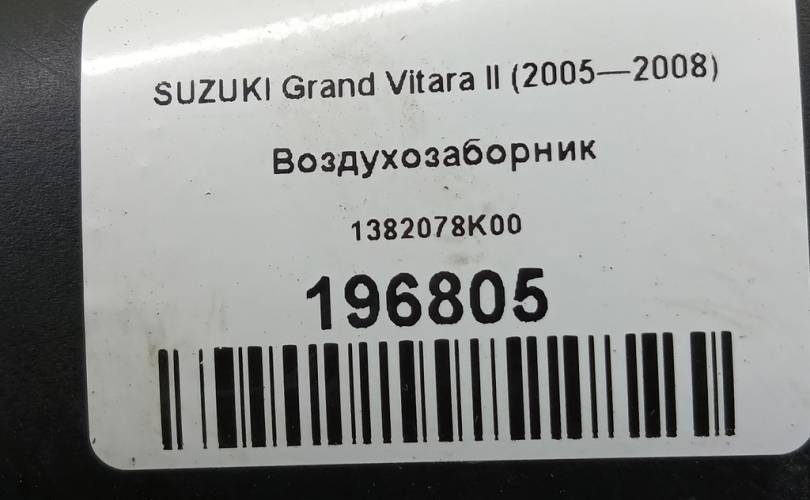 SUZUKI Grand Vitara II (2005—2008)
Воздухозаборник
1382078K00
196805